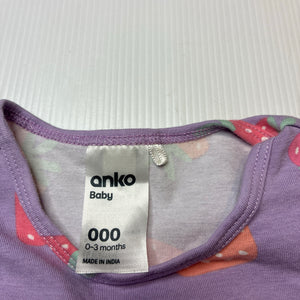 anko
Baby
000
0-3 months
MADE IN INDIA